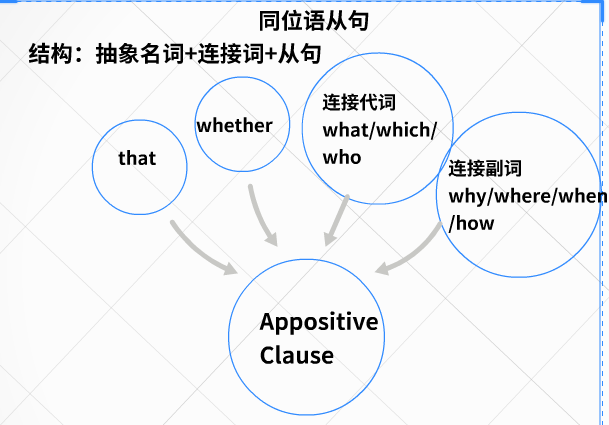 同位语从句
结构：抽象名词+连接词+从句
that
whether
连接代词
what/which/
who
连接副词
why/where/when
/how
Appositive
Clause